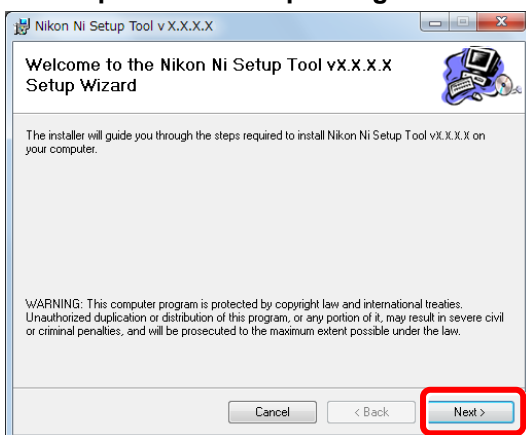 Nikon Ni Setup Tool v X.X.X.X
Welcome to the Nikon Ni Setup Tool vX.X.X.X
Setup Wizard
The installer will guide you through the steps required to install Nikon Ni Setup Tool vX.X.X.X on
your computer.
WARNING: This computer program is protected by copyright law and international treaties.
Unauthorized duplication or distribution of this program, or any portion of it, may result in severe civil
or criminal penalties, and will be prosecuted to the maximum extent possible under the law.
Cancel < Back Next >